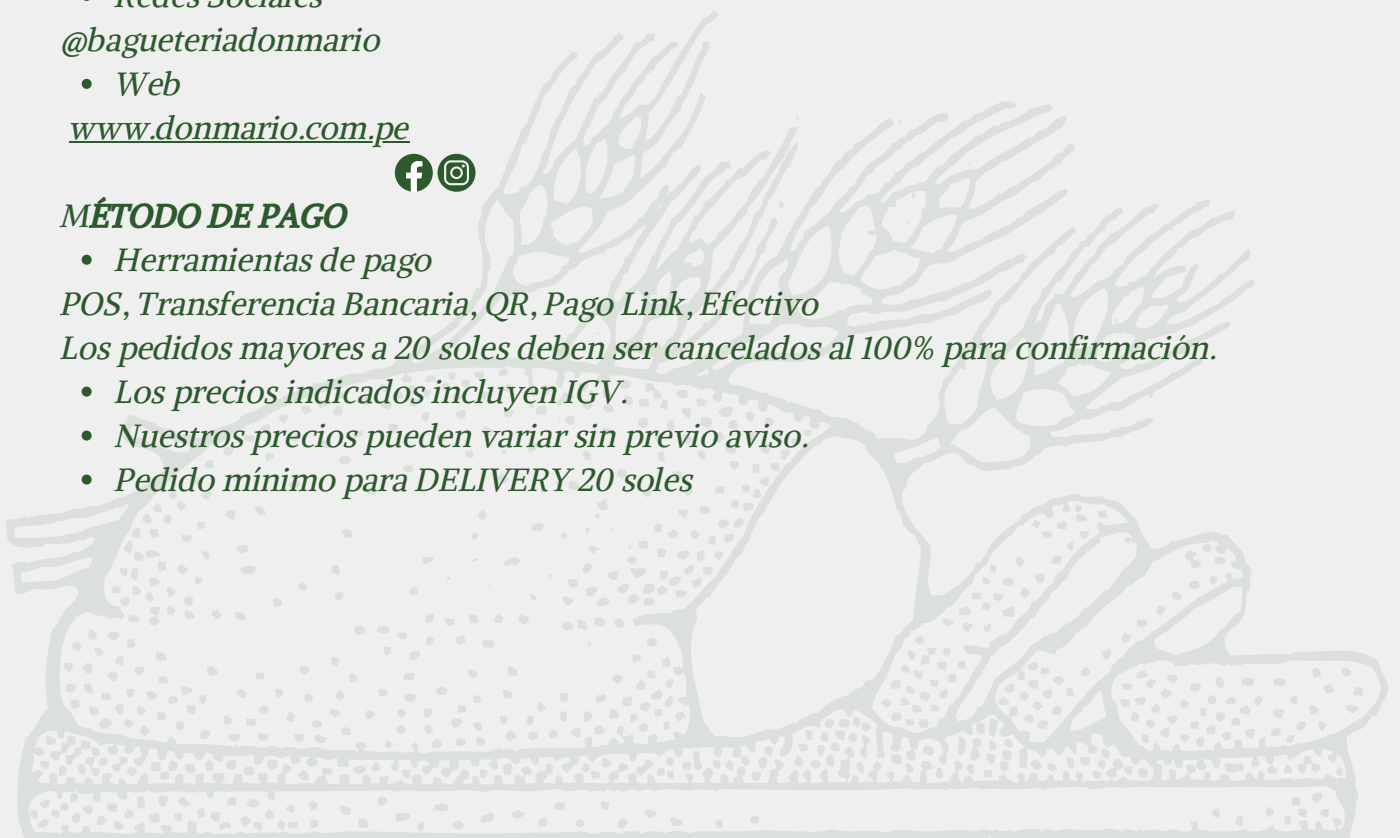 • Redes Sociales
@bagueteriadonmario
• Web
www.donmario.com.pe
MÉTODO DE PAGO
• Herramientas de pago
POS, Transferencia Bancaria, QR, Pago Link, Efectivo
Los pedidos mayores a 20 soles deben ser cancelados al 100% para confirmación.
• Los precios indicados incluyen IGV.
• Nuestros precios pueden variar sin previo aviso.
• Pedido mínimo para DELIVERY 20 soles